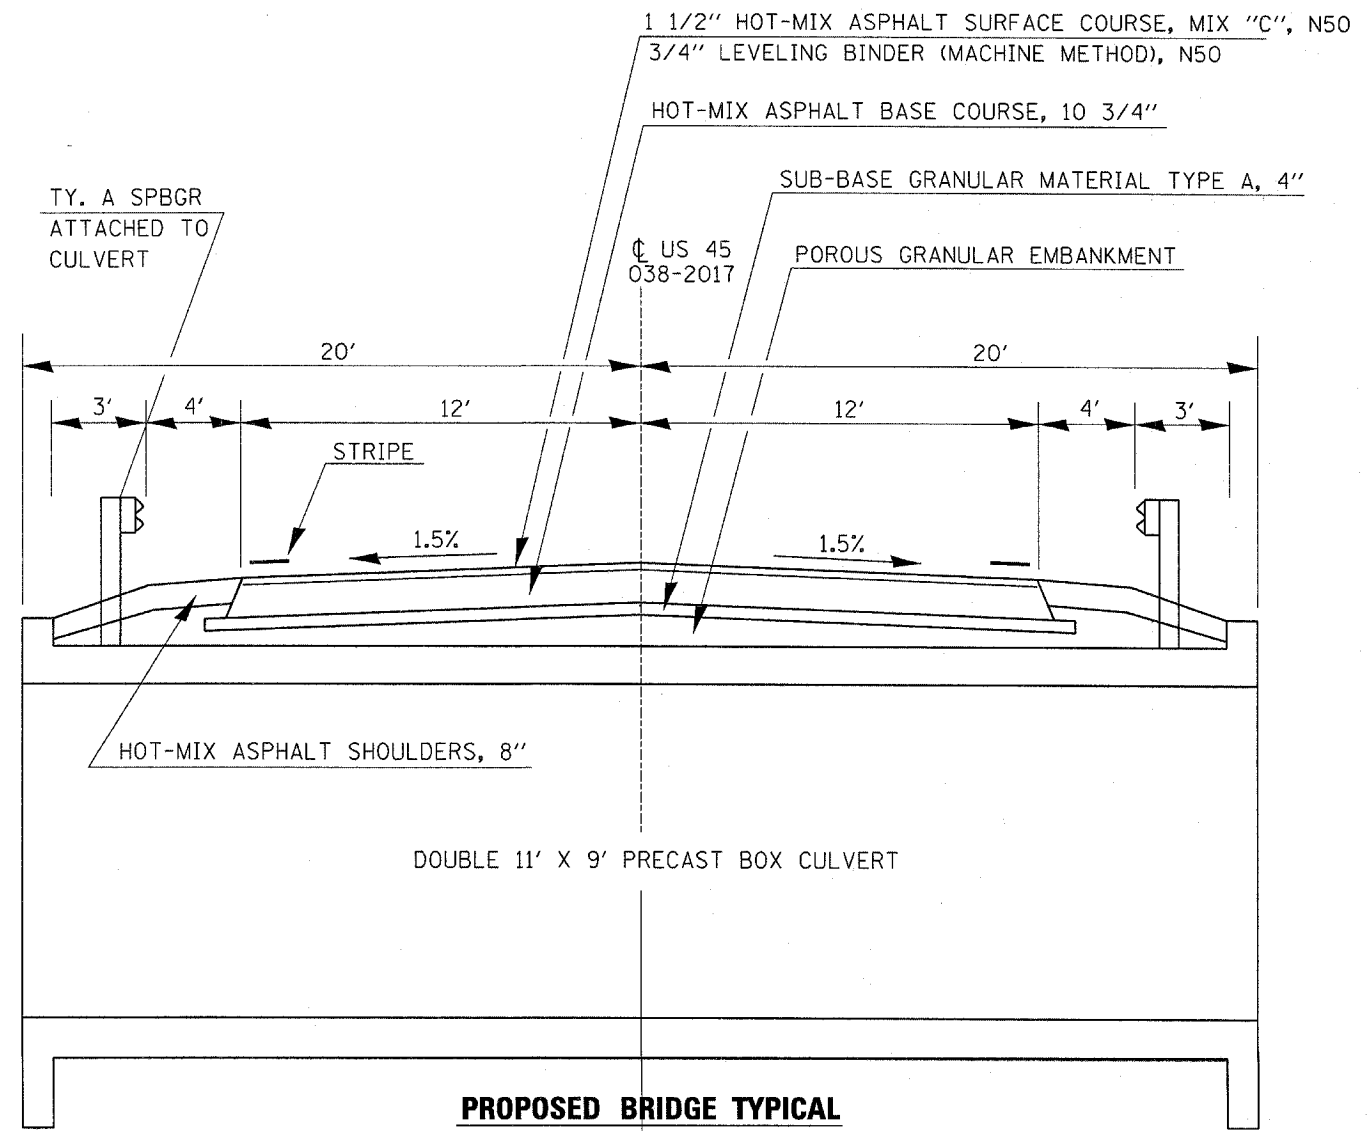 1 1/2" HOT-MIX ASPHALT SURFACE COURSE, MIX "C", N50
3/4" LEVELING BINDER (MACHINE METHOD), N50
HOT-MIX ASPHALT BASE COURSE, 10 3/4"
SUB-BASE GRANULAR MATERIAL TYPE A, 4"
TY. A SPBGR
ATTACHED TO
CULVERT
℄ US 45
038-2017
POROUS GRANULAR EMBANKMENT
20' 20'
3' 4' 12' 12' 4' 3'
STRIPE
1.5% 1.5%
HOT-MIX ASPHALT SHOULDERS, 8"
DOUBLE 11' X 9' PRECAST BOX CULVERT
PROPOSED BRIDGE TYPICAL